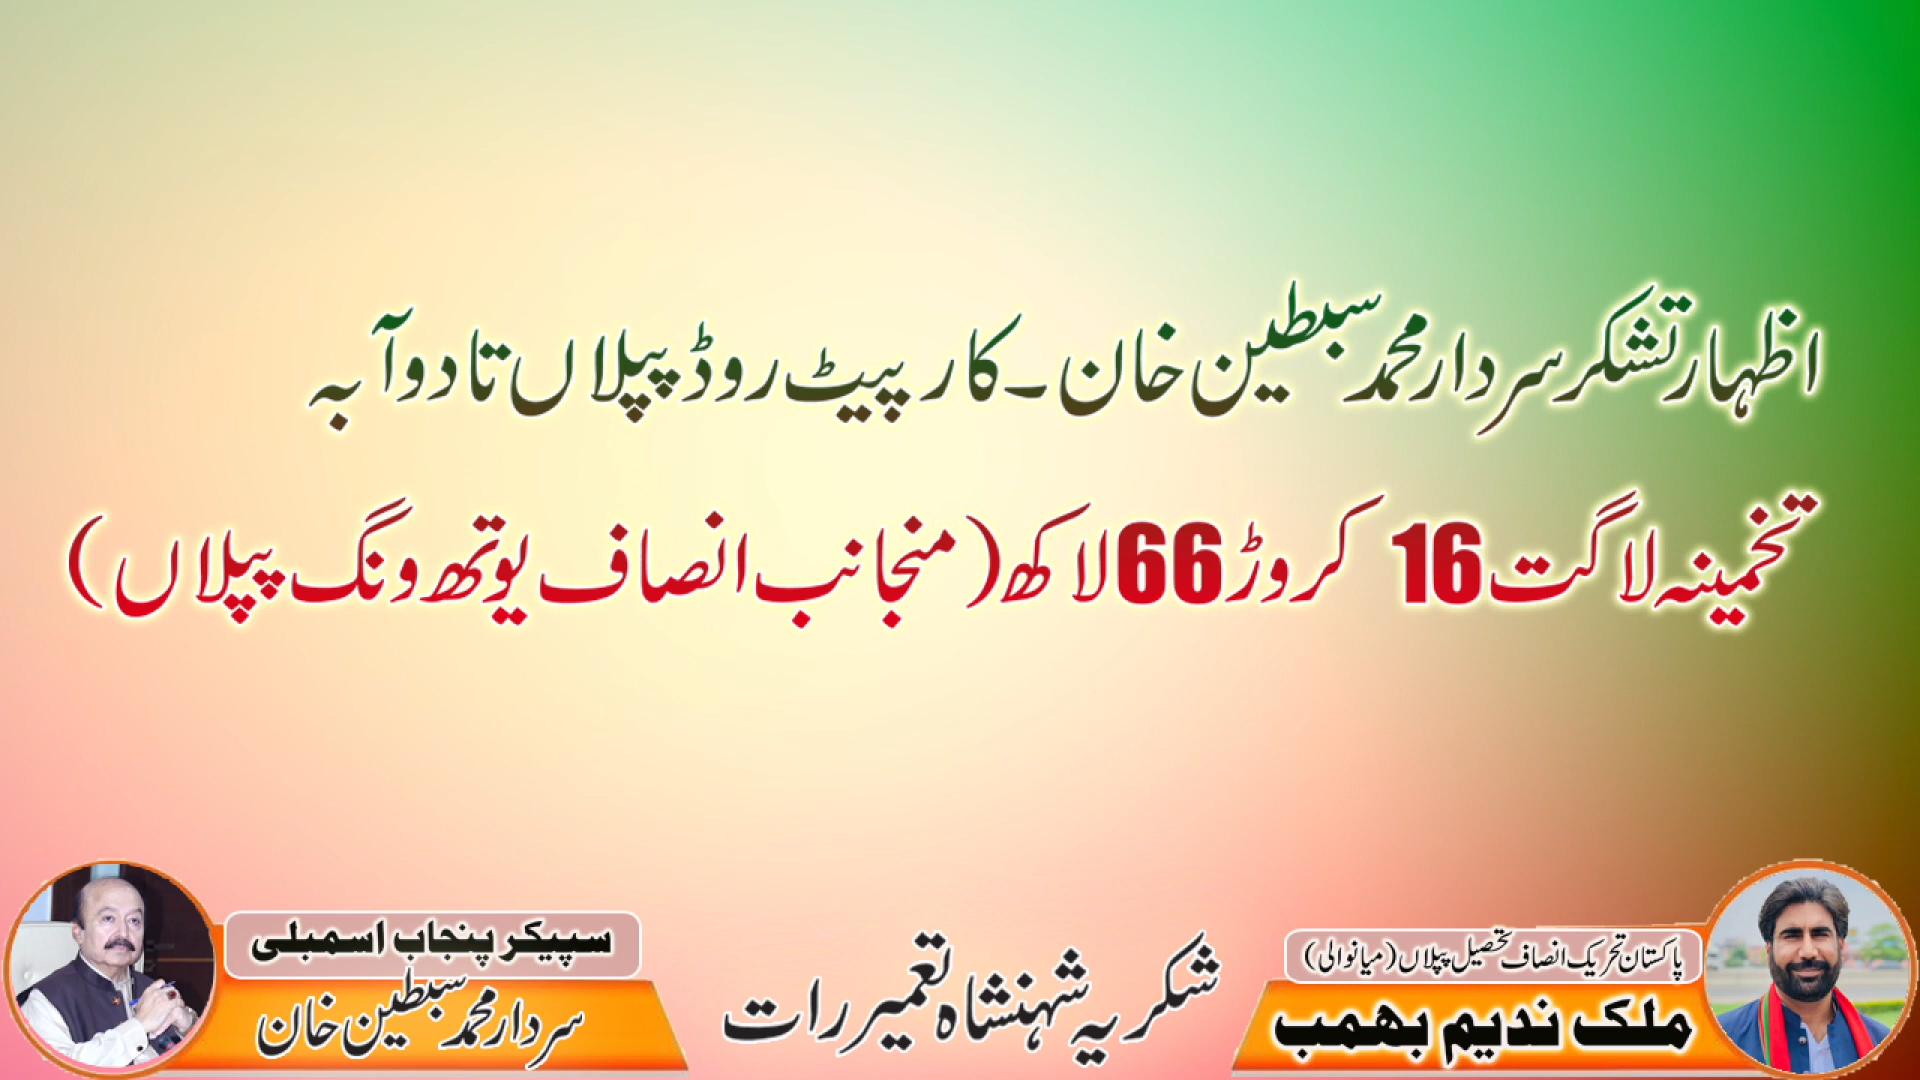 اظہار تشکر سردار محمد سبطین خان ۔ کارپیٹ روڈ پپلاں تا دوآبہ
تخمینہ لاگت 16 کروڑ 66 لاکھ (منجانب انصاف یوتھ ونگ پپلاں)
پاکستان تحریک انصاف تحصیل پپلاں (میانوالی)
ملک ندیم بھمب
شکریہ شہنشاہ تعمیررات
سپیکر پنجاب اسمبلی
سردار محمد سبطین خان